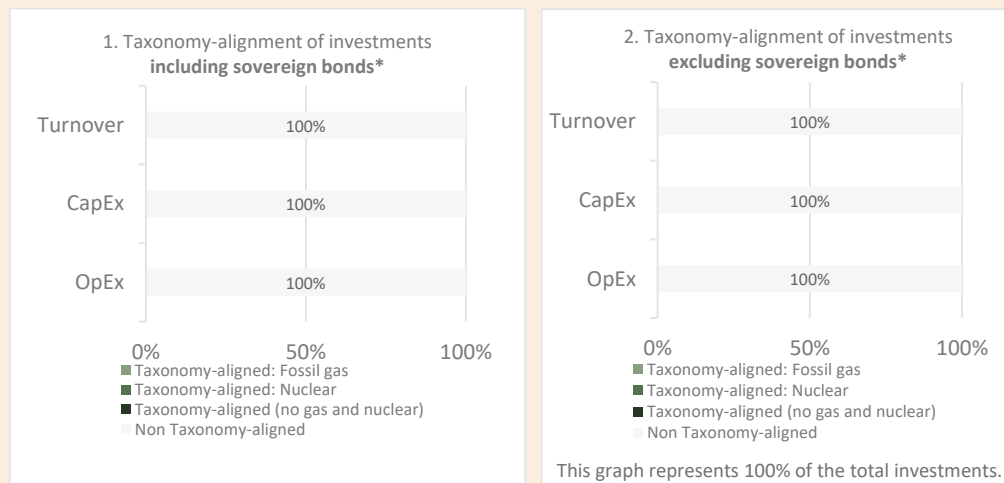 1. Taxonomy-alignment of investments
including sovereign bonds*
Turnover
100%
CapEx
100%
OpEx
100%
0%
50%
100%
Taxonomy-aligned: Fossil gas
Taxonomy-aligned: Nuclear
Taxonomy-aligned (no gas and nuclear)
Non Taxonomy-aligned
2. Taxonomy-alignment of investments
excluding sovereign bonds*
Turnover
100%
CapEx
100%
OpEx
100%
0%
50%
100%
Taxonomy-aligned: Fossil gas
Taxonomy-aligned: Nuclear
Taxonomy-aligned (no gas and nuclear)
Non Taxonomy-aligned
This graph represents 100% of the total investments.